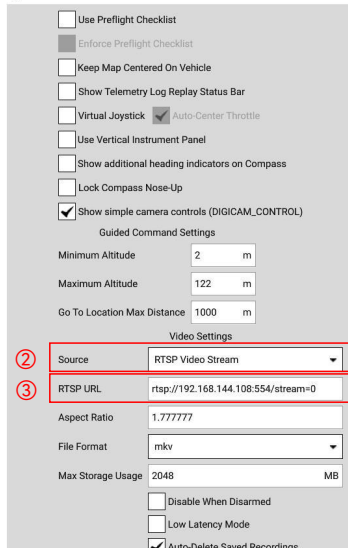 Use Preflight Checklist
Enforce Preflight Checklist
Keep Map Centered On Vehicle
Show Telemetry Log Replay Status Bar
Virtual Joystick Auto-Center Throttle
Use Vertical Instrument Panel
Show additional heading indicators on Compass
Lock Compass Nose-Up
Show simple camera controls (DIGICAM_CONTROL)
Guided Command Settings
Minimum Altitude 2 m
Maximum Altitude 122 m
Go To Location Max Distance 1000 m
Video Settings
② Source RTSP Video Stream
③ RTSP URL rtsp://192.168.144.108:554/stream=0
Aspect Ratio 1.777777
File Format mkv
Max Storage Usage 2048 MB
Disable When Disarmed
Low Latency Mode
Auto-Delete Saved Recordings